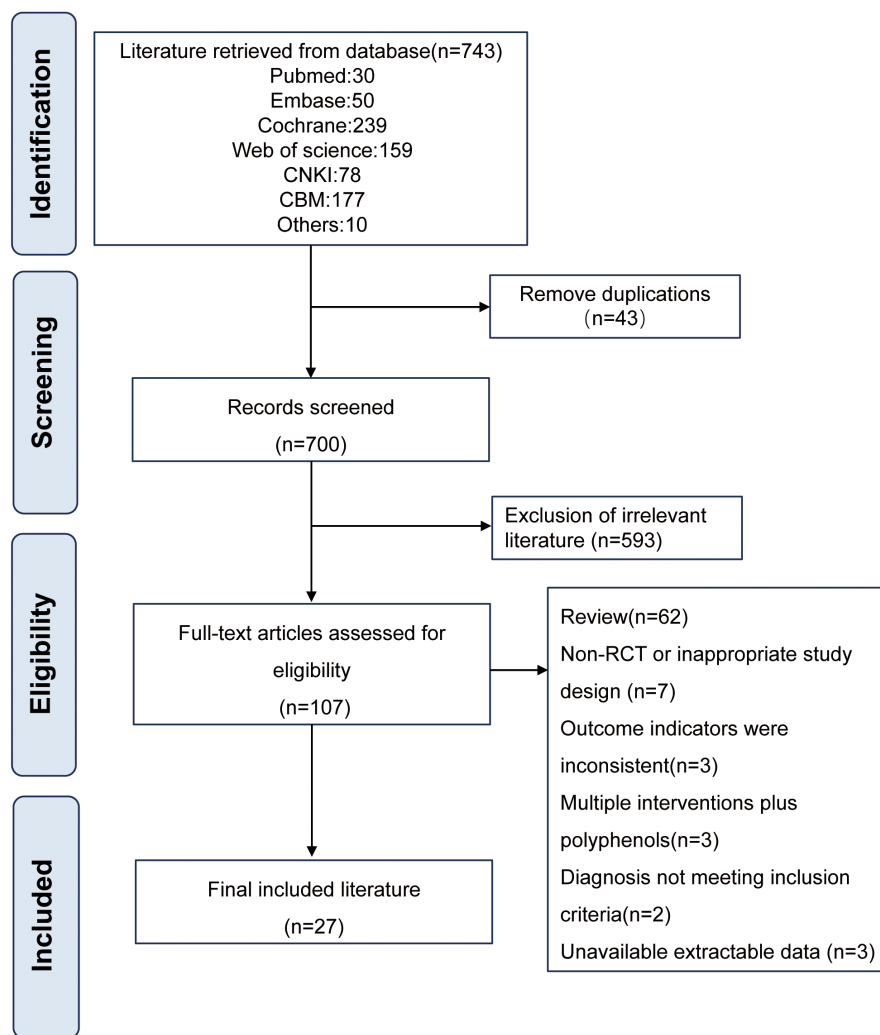 Identification
Literature retrieved from database(n=743)
Pubmed:30
Embase:50
Cochrane:239
Web of science:159
CNKI:78
CBM:177
Others:10
Screening
Remove duplications
（n=43）
Records screened
(n=700)
Exclusion of irrelevant
literature (n=593)
Eligibility
Full-text articles assessed for
eligibility
(n=107)
Review(n=62)
Non-RCT or inappropriate study
design (n=7)
Outcome indicators were
inconsistent(n=3)
Multiple interventions plus
polyphenols(n=3)
Diagnosis not meeting inclusion
criteria(n=2)
Unavailable extractable data (n=3)
Included
Final included literature
(n=27)